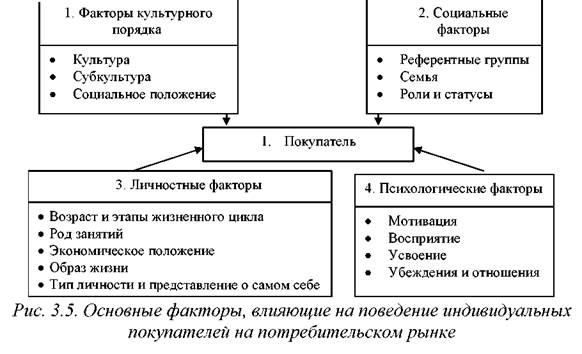 1. Факторы культурного
порядка
• Культура
• Субкультура
• Социальное положение
2. Социальные
факторы
• Референтные группы
• Семья
• Роли и статусы
1. Покупатель
3. Личностные факторы
• Возраст и этапы жизненного цикла
• Род занятий
• Экономическое положение
• Образ жизни
• Тип личности и представление о самом себе
4. Психологические факторы
• Мотивация
• Восприятие
• Усвоение
• Убеждения и отношения
Рис. 3.5. Основные факторы, влияющие на поведение индивидуальных
покупателей на потребительском рынке